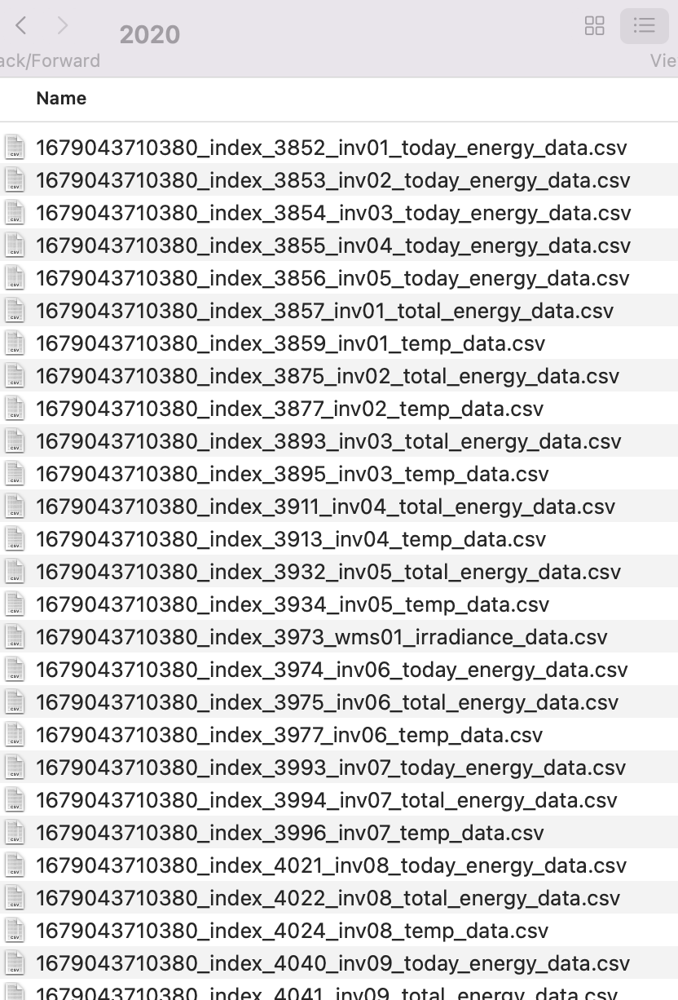 2020
ack/Forward
Vie
Name
1679043710380_index_3852_inv01_today_energy_data.csv
1679043710380_index_3853_inv02_today_energy_data.csv
1679043710380_index_3854_inv03_today_energy_data.csv
1679043710380_index_3855_inv04_today_energy_data.csv
1679043710380_index_3856_inv05_today_energy_data.csv
1679043710380_index_3857_inv01_total_energy_data.csv
1679043710380_index_3859_inv01_temp_data.csv
1679043710380_index_3875_inv02_total_energy_data.csv
1679043710380_index_3877_inv02_temp_data.csv
1679043710380_index_3893_inv03_total_energy_data.csv
1679043710380_index_3895_inv03_temp_data.csv
1679043710380_index_3911_inv04_total_energy_data.csv
1679043710380_index_3913_inv04_temp_data.csv
1679043710380_index_3932_inv05_total_energy_data.csv
1679043710380_index_3934_inv05_temp_data.csv
1679043710380_index_3973_wms01_irradiance_data.csv
1679043710380_index_3974_inv06_today_energy_data.csv
1679043710380_index_3975_inv06_total_energy_data.csv
1679043710380_index_3977_inv06_temp_data.csv
1679043710380_index_3993_inv07_today_energy_data.csv
1679043710380_index_3994_inv07_total_energy_data.csv
1679043710380_index_3996_inv07_temp_data.csv
1679043710380_index_4021_inv08_today_energy_data.csv
1679043710380_index_4022_inv08_total_energy_data.csv
1679043710380_index_4024_inv08_temp_data.csv
1679043710380_index_4040_inv09_today_energy_data.csv
1679043710380_index_4041_inv09_total_energy_data.csv